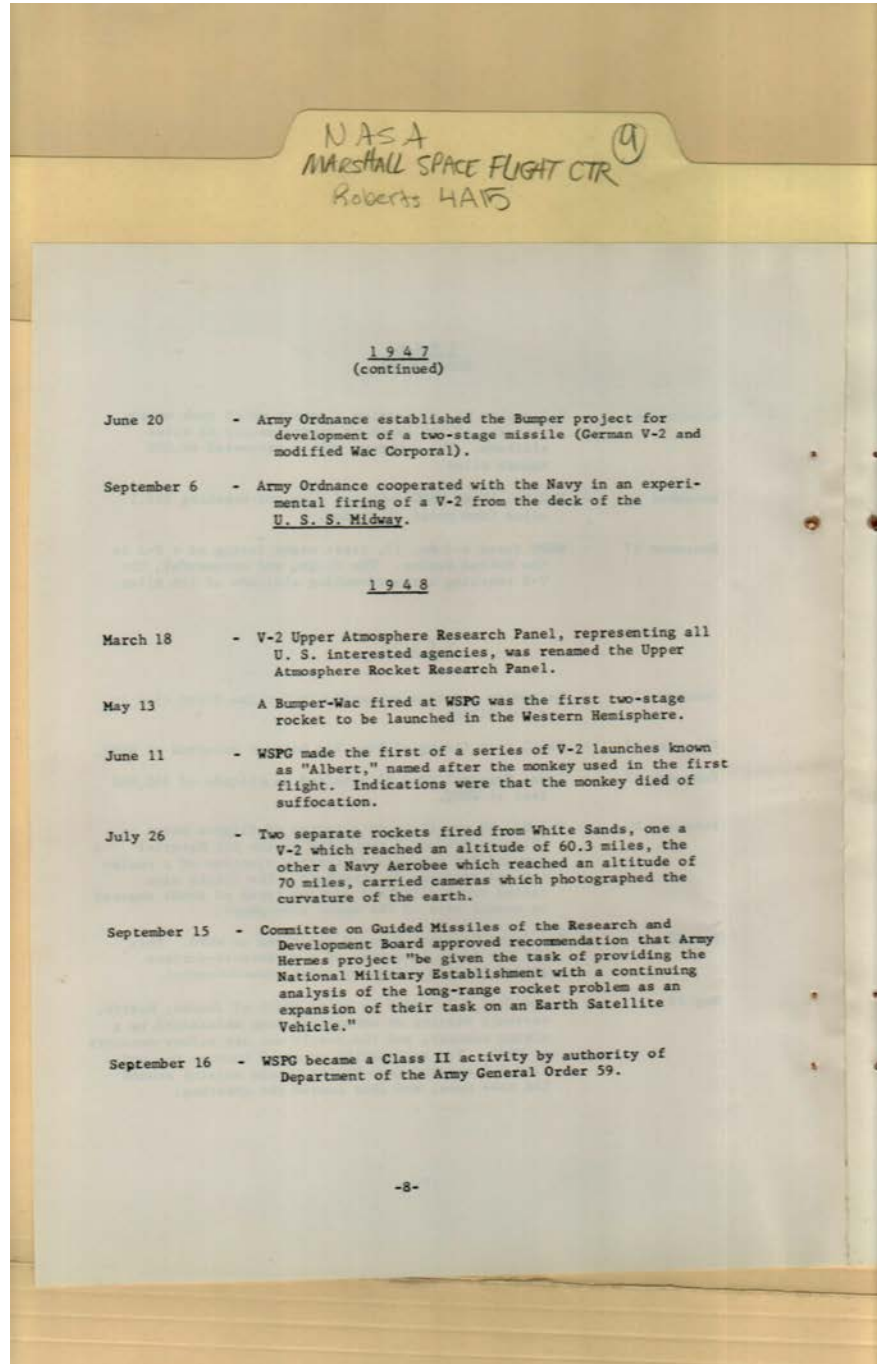 NASA
9
MARSHALL SPACE FLIGHT CTR
Roberts 4A15
1 9 4 7
(continued)
June 20 - Army Ordnance established the Bumper project for
development of a two-stage missile (German V-2 and
modified Wac Corporal).
September 6 - Army Ordnance cooperated with the Navy in an experi-
mental firing of a V-2 from the deck of the
U. S. S. Midway.
1 9 4 8
March 18 - V-2 Upper Atmosphere Research Panel, representing all
U. S. interested agencies, was renamed the Upper
Atmosphere Rocket Research Panel.
May 13 A Bumper-Wac fired at WSPG was the first two-stage
rocket to be launched in the Western Hemisphere.
June 11 - WSPG made the first of a series of V-2 launches known
as "Albert," named after the monkey used in the first
flight. Indications were that the monkey died of
suffocation.
July 26 - Two separate rockets fired from White Sands, one a
V-2 which reached an altitude of 60.3 miles, the
other a Navy Aerobee which reached an altitude of
70 miles, carried cameras which photographed the
curvature of the earth.
September 15 - Committee on Guided Missiles of the Research and
Development Board approved recommendation that Army
Hermes project "be given the task of providing the
National Military Establishment with a continuing
analysis of the long-range rocket problem as an
expansion of their task on an Earth Satellite
Vehicle."
September 16 - WSPG became a Class II activity by authority of
Department of the Army General Order 59.
-8-